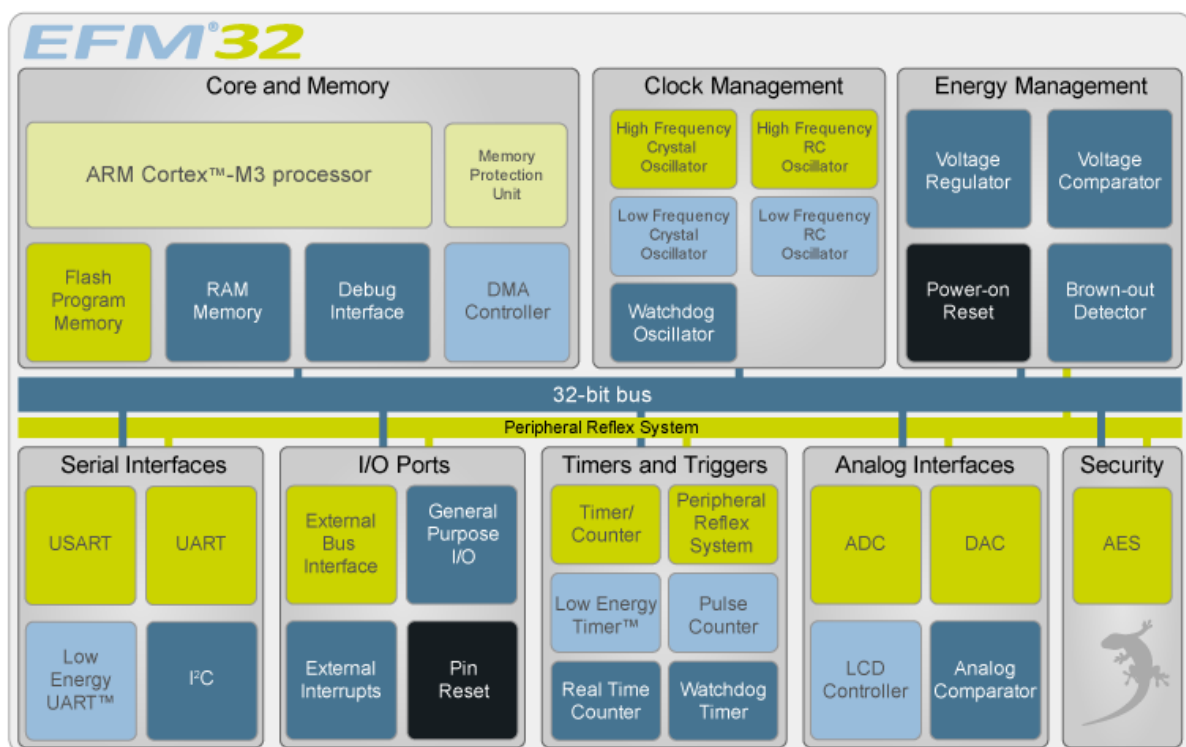 EFM®32
Core and Memory
ARM Cortex™-M3 processor
Memory
Protection
Unit
Flash
Program
Memory
RAM
Memory
Debug
Interface
DMA
Controller
Clock Management
High Frequency
Crystal
Oscillator
High Frequency
RC
Oscillator
Low Frequency
Crystal
Oscillator
Low Frequency
RC
Oscillator
Watchdog
Oscillator
Energy Management
Voltage
Regulator
Voltage
Comparator
Power-on
Reset
Brown-out
Detector
32-bit bus
Peripheral Reflex System
Serial Interfaces
USART
UART
Low
Energy
UART™
I²C
I/O Ports
External
Bus
Interface
General
Purpose
I/O
External
Interrupts
Pin
Reset
Timers and Triggers
Timer/
Counter
Peripheral
Reflex
System
Low Energy
Timer™
Pulse
Counter
Real Time
Counter
Watchdog
Timer
Analog Interfaces
ADC
DAC
LCD
Controller
Analog
Comparator
Security
AES